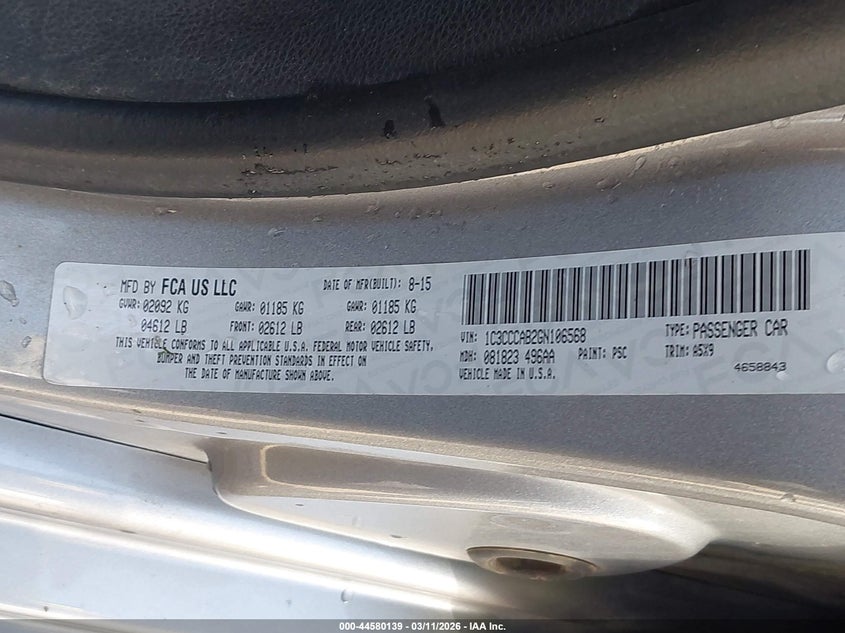 MFD BY FCA US LLC DATE OF MFR(BUILT): 8-15
GVWR: 02092 KG GAWR: 01185 KG GAWR: 01185 KG
04612 LB FRONT: 02612 LB REAR: 02612 LB
THIS VEHICLE CONFORMS TO ALL APPLICABLE U.S.A. FEDERAL MOTOR VEHICLE SAFETY,
BUMPER AND THEFT PREVENTION STANDARDS IN EFFECT ON
THE DATE OF MANUFACTURE SHOWN ABOVE.
VIN: 1C3CCCAB2GN106568 TYPE: PASSENGER CAR
MDH: 081823 496AA PAINT: PSC TRIM: A5X9
VEHICLE MADE IN U.S.A. 4658843
000-44580139 - 03/11/2026 - IAA Inc.